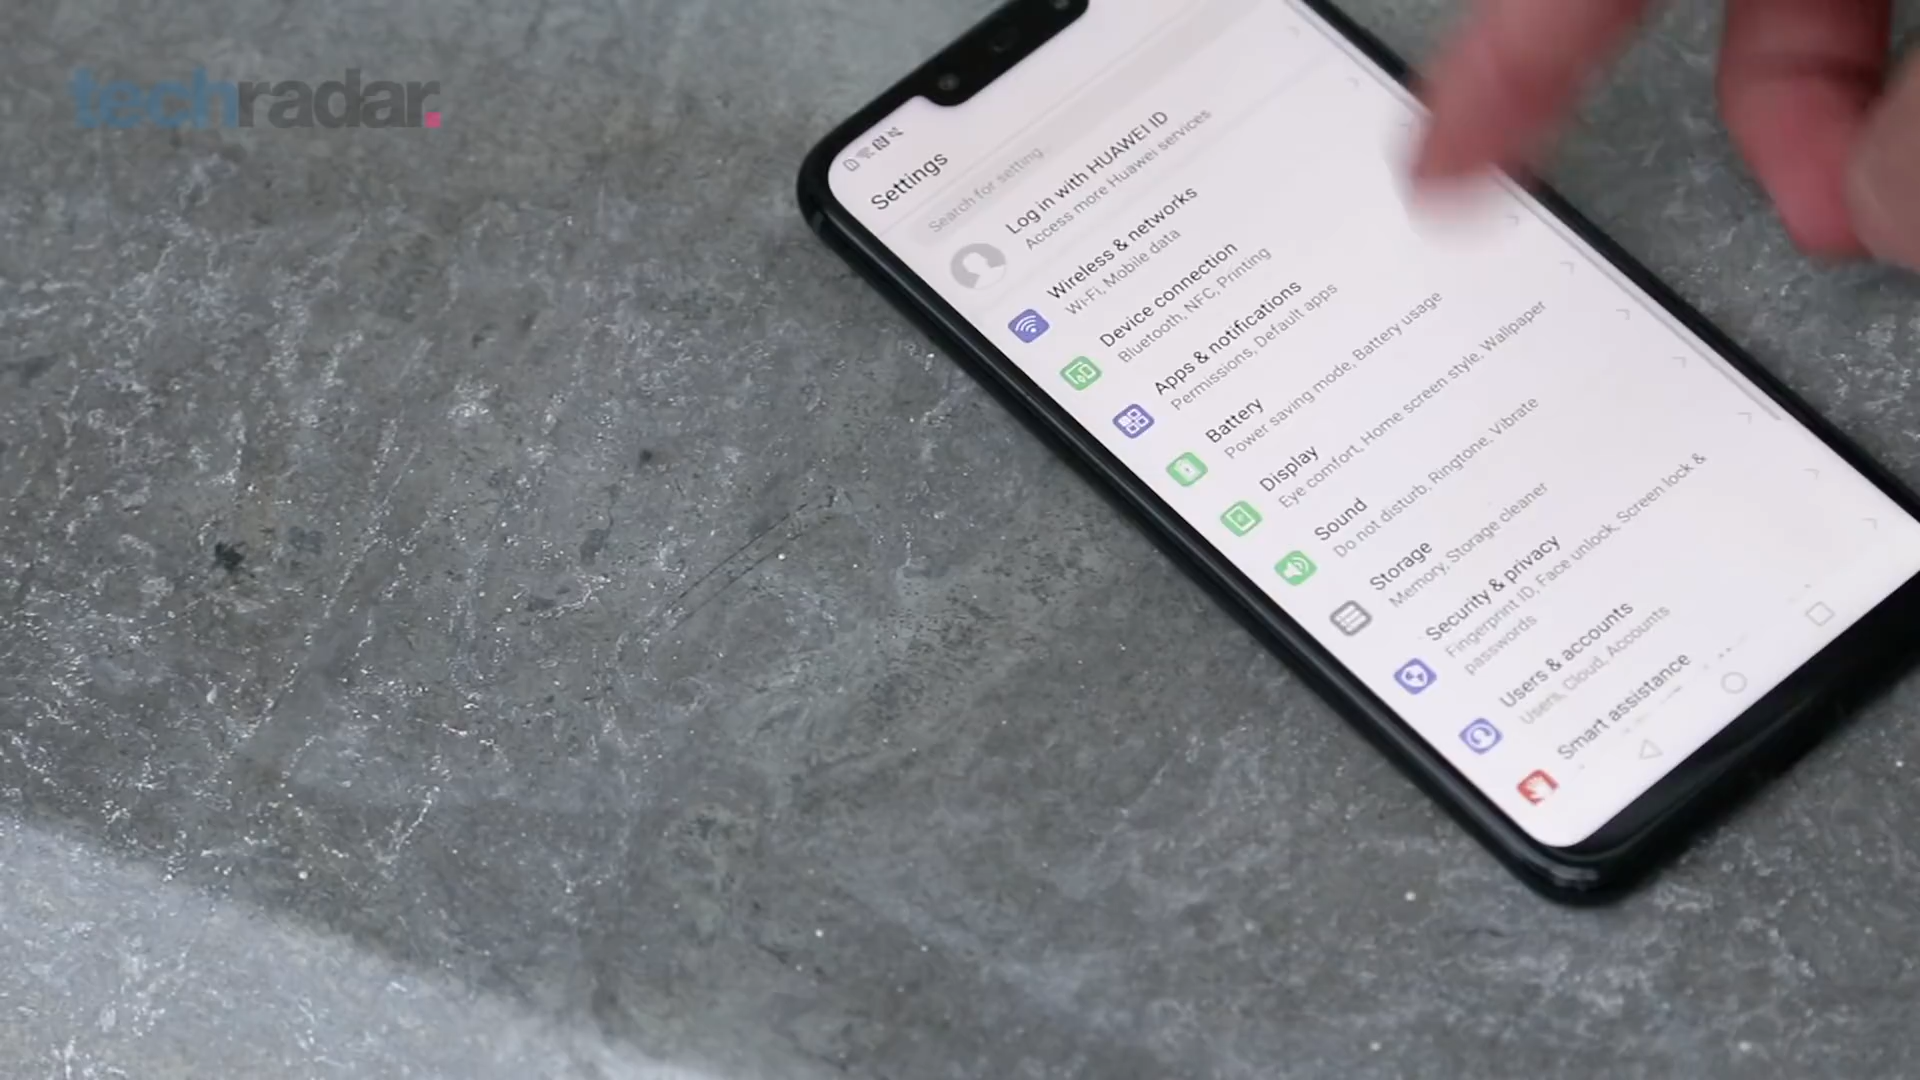 techradar.
Settings
Search for setting
Log in with HUAWEI ID
Access more Huawei services
Wireless & networks
Wi-Fi, Mobile data
Device connection
Bluetooth, NFC, Printing
Apps & notifications
Permissions, Default apps
Battery
Power saving mode, Battery usage
Display
Eye comfort, Home screen style, Wallpaper
Sound
Do not disturb, Ringtone, Vibrate
Storage
Memory, Storage cleaner
Security & privacy
Fingerprint ID, Face unlock, Screen lock &
passwords
Users & accounts
Users, Cloud, Accounts
Smart assistance